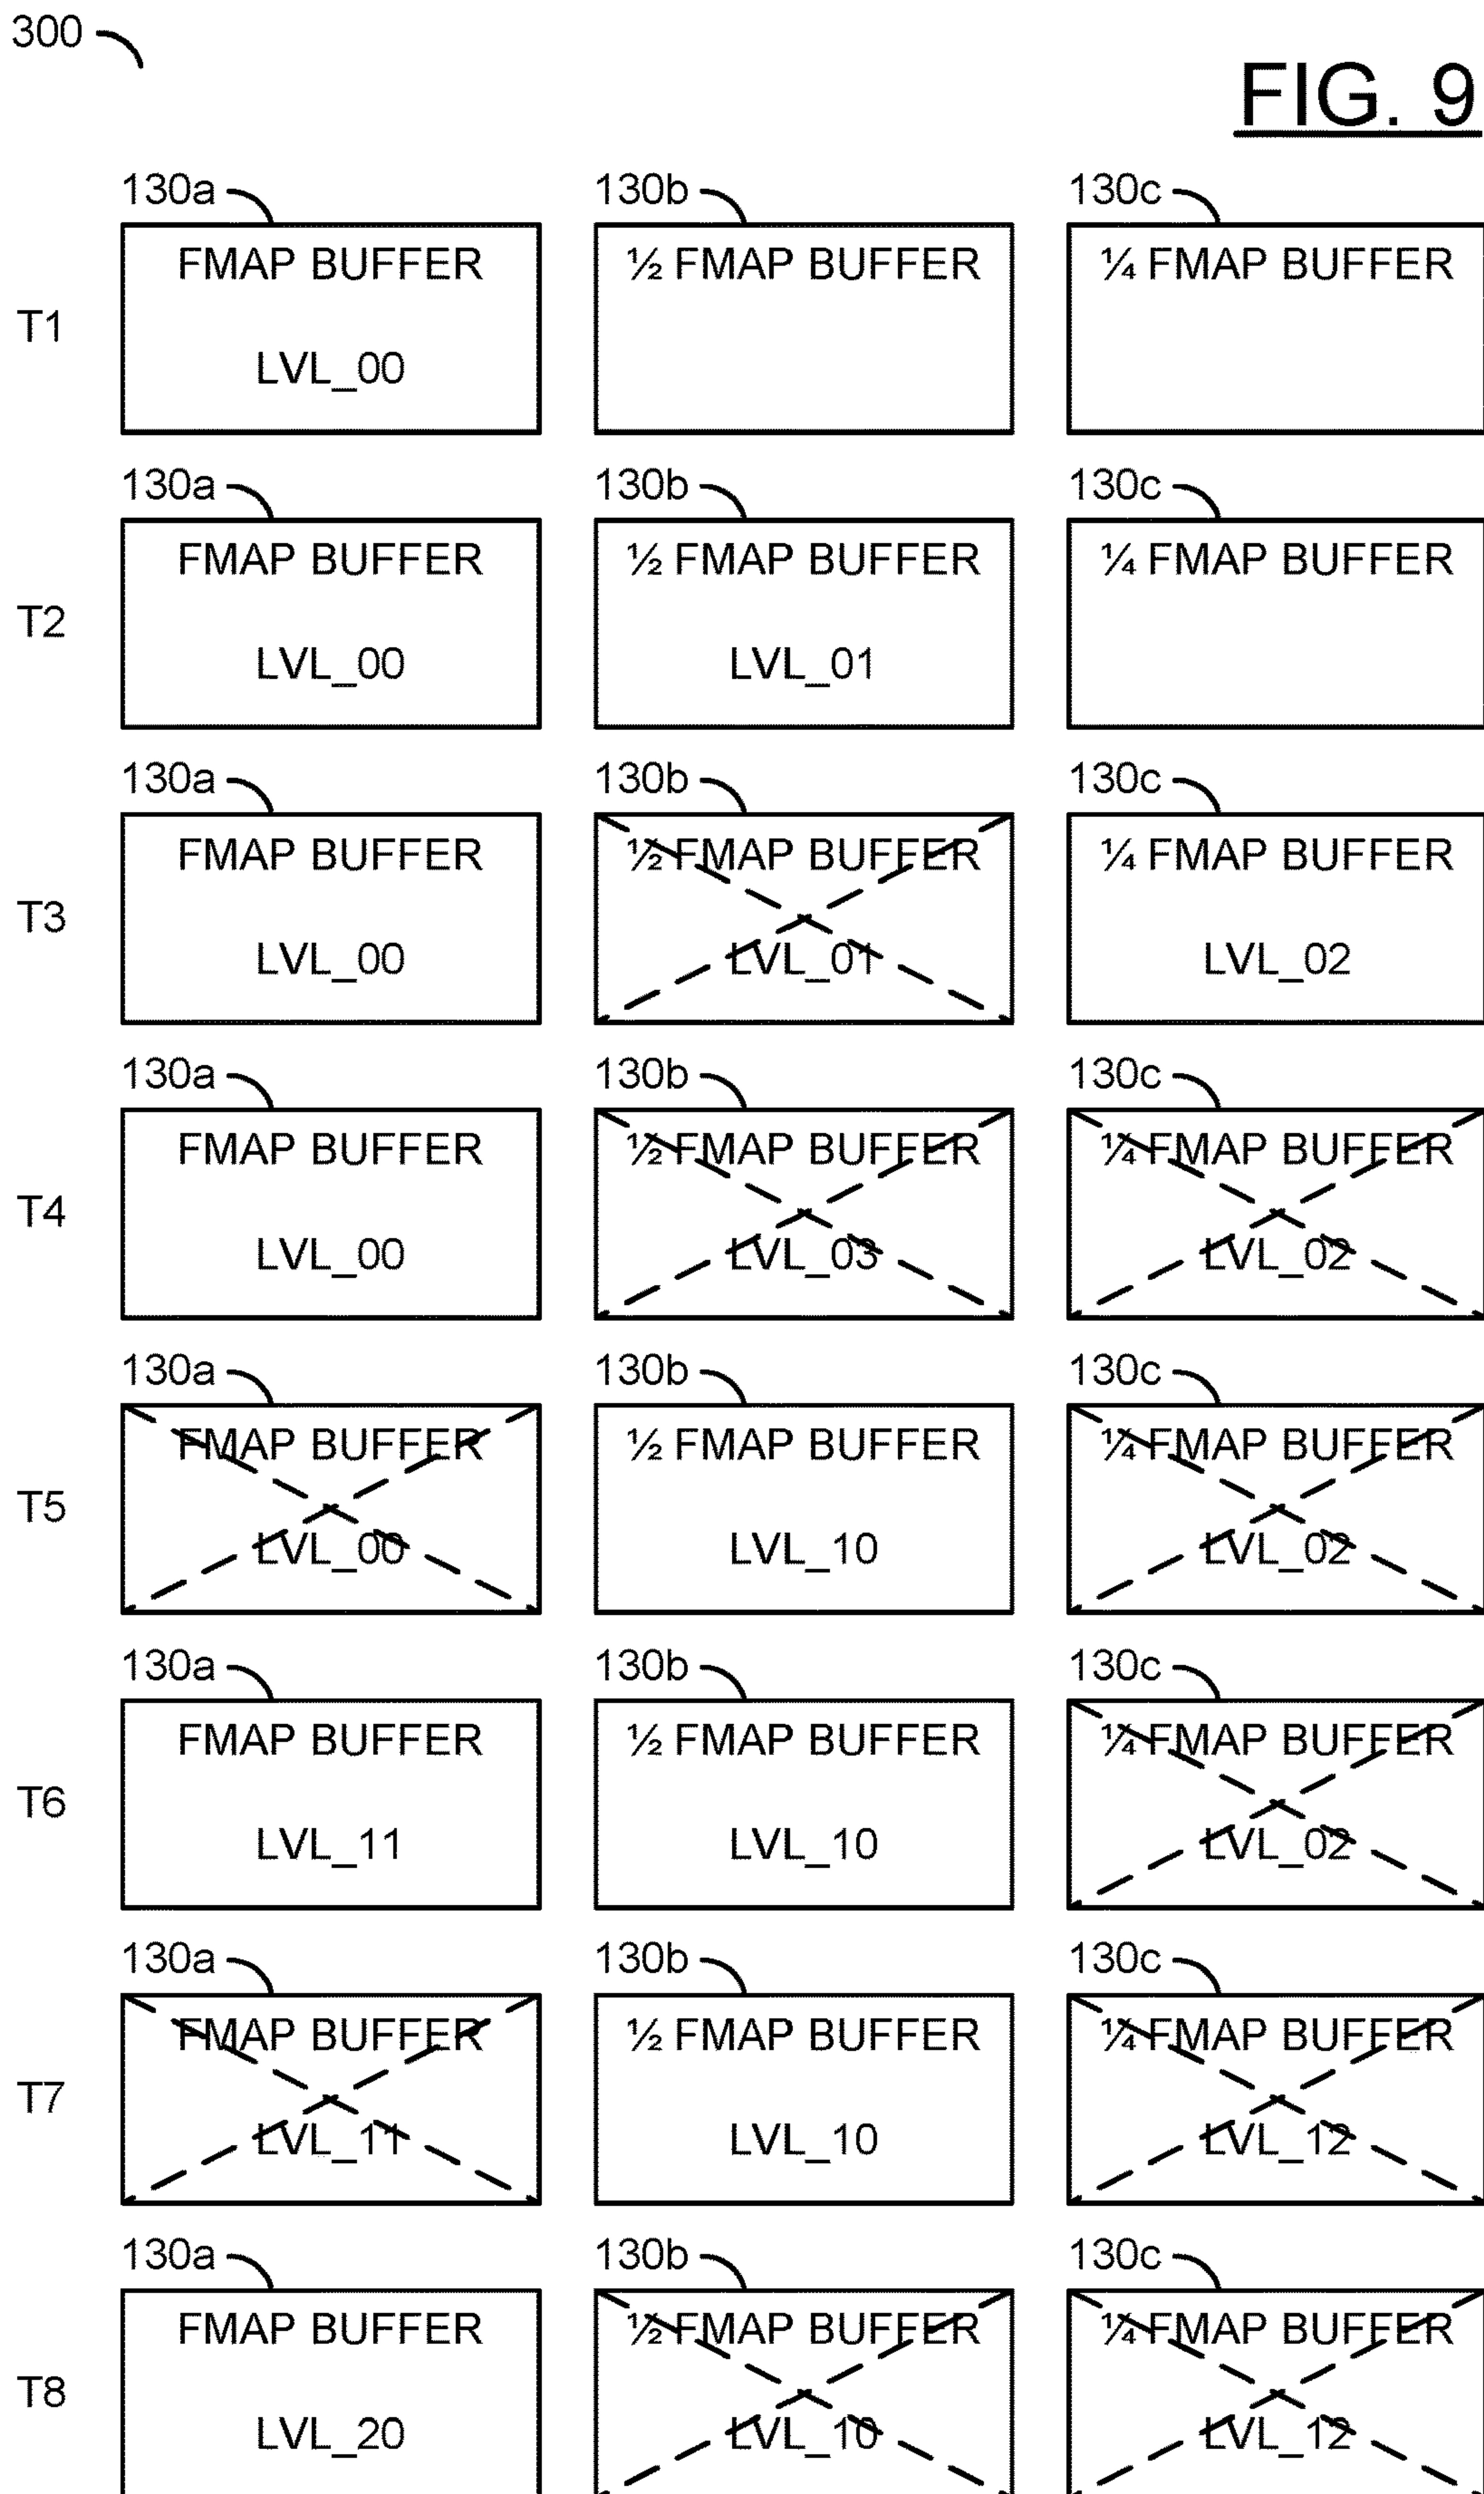 300
FIG. 9
130a 130b 130c
FMAP BUFFER ½ FMAP BUFFER ¼ FMAP BUFFER
T1
LVL_00
130a 130b 130c
FMAP BUFFER ½ FMAP BUFFER ¼ FMAP BUFFER
T2
LVL_00 LVL_01
130a 130b 130c
FMAP BUFFER ½ FMAP BUFFER ¼ FMAP BUFFER
T3
LVL_00 LVL_01 LVL_02
130a 130b 130c
FMAP BUFFER ½ FMAP BUFFER ¼ FMAP BUFFER
T4
LVL_00 LVL_03 LVL_02
130a 130b 130c
FMAP BUFFER ½ FMAP BUFFER ¼ FMAP BUFFER
T5
LVL_00 LVL_10 LVL_02
130a 130b 130c
FMAP BUFFER ½ FMAP BUFFER ¼ FMAP BUFFER
T6
LVL_11 LVL_10 LVL_02
130a 130b 130c
FMAP BUFFER ½ FMAP BUFFER ¼ FMAP BUFFER
T7
LVL_11 LVL_10 LVL_12
130a 130b 130c
FMAP BUFFER ½ FMAP BUFFER ¼ FMAP BUFFER
T8
LVL_20 LVL_10 LVL_12